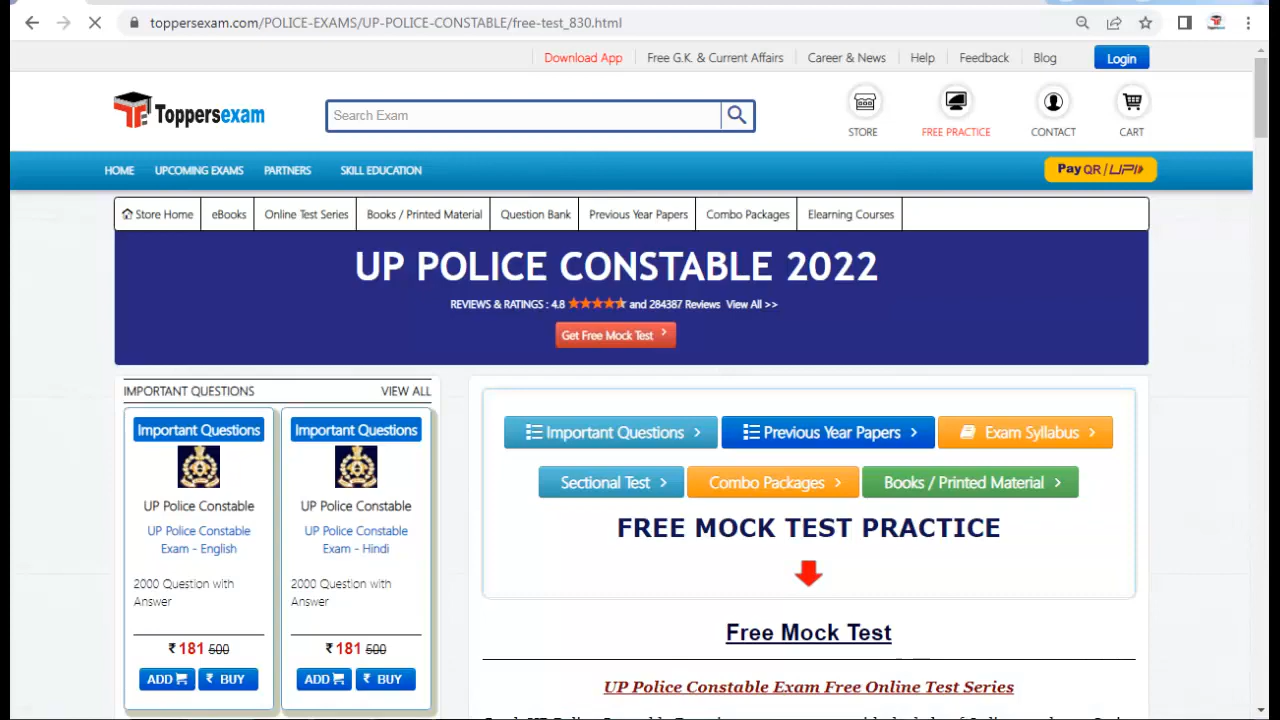 toppersexam.com/POLICE-EXAMS/UP-POLICE-CONSTABLE/free-test_830.html
Download App Free G.K. & Current Affairs Career & News Help Feedback Blog Login
Toppersexam
Search Exam
STORE FREE PRACTICE CONTACT CART
HOME UPCOMING EXAMS PARTNERS SKILL EDUCATION Pay QR / UPI
Store Home eBooks Online Test Series Books / Printed Material Question Bank Previous Year Papers Combo Packages Elearning Courses
UP POLICE CONSTABLE 2022
REVIEWS & RATINGS : 4.8 and 284387 Reviews View All >>
Get Free Mock Test >
IMPORTANT QUESTIONS VIEW ALL
Important Questions
UP Police Constable
UP Police Constable
Exam - English
2000 Question with
Answer
₹ 181 500
ADD ₹ BUY
Important Questions
UP Police Constable
UP Police Constable
Exam - Hindi
2000 Question with
Answer
₹ 181 500
ADD ₹ BUY
Important Questions > Previous Year Papers > Exam Syllabus >
Sectional Test > Combo Packages > Books / Printed Material >
FREE MOCK TEST PRACTICE
Free Mock Test
UP Police Constable Exam Free Online Test Series